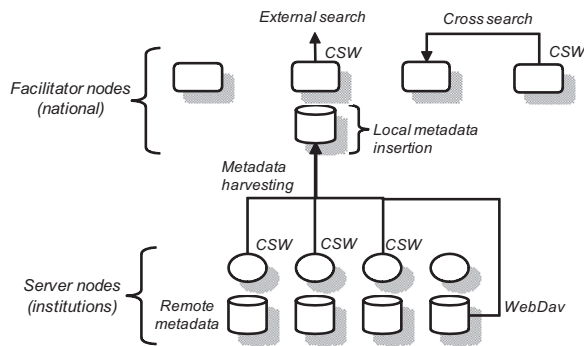 External search
Cross search
CSW
CSW
Facilitator nodes
(national)
Local metadata
insertion
Metadata
harvesting
CSW
CSW
CSW
Server nodes
(institutions)
Remote
metadata
WebDav